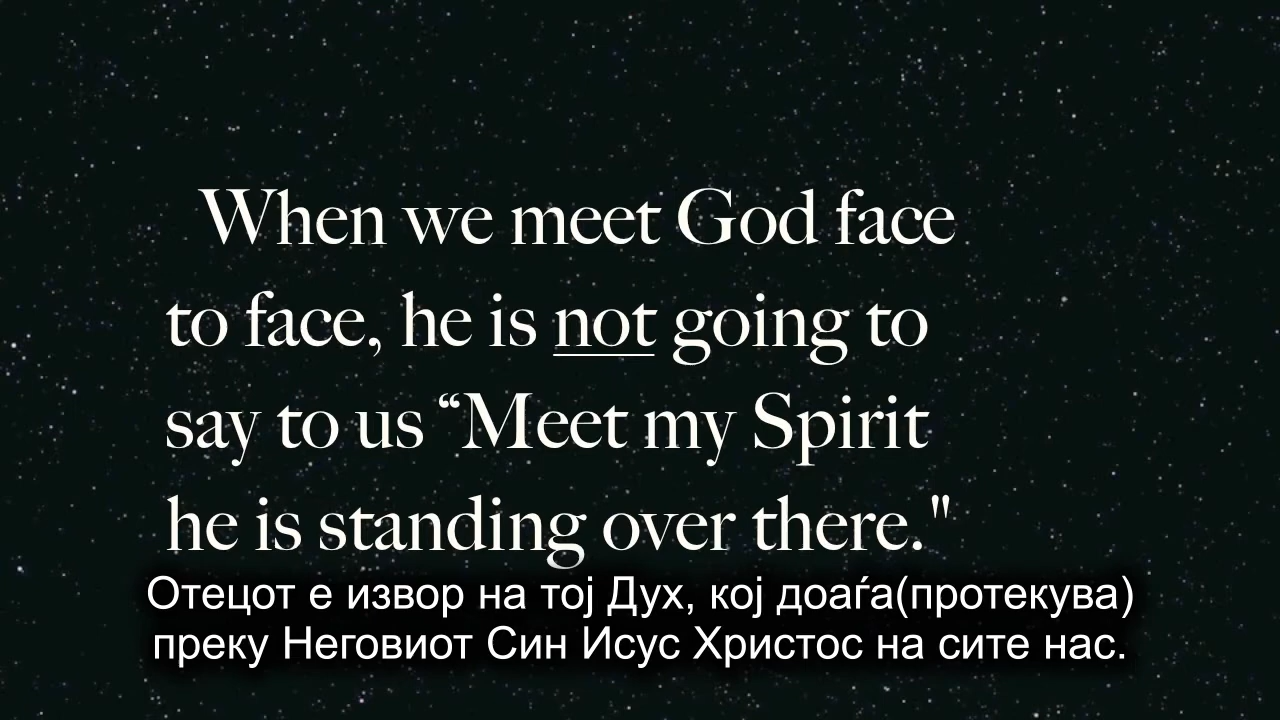 When we meet God face
to face, he is not going to
say to us “Meet my Spirit
he is standing over there."
Отецот е извор на тој Дух, кој доаѓа(протекува)
преку Неговиот Син Исус Христос на сите нас.